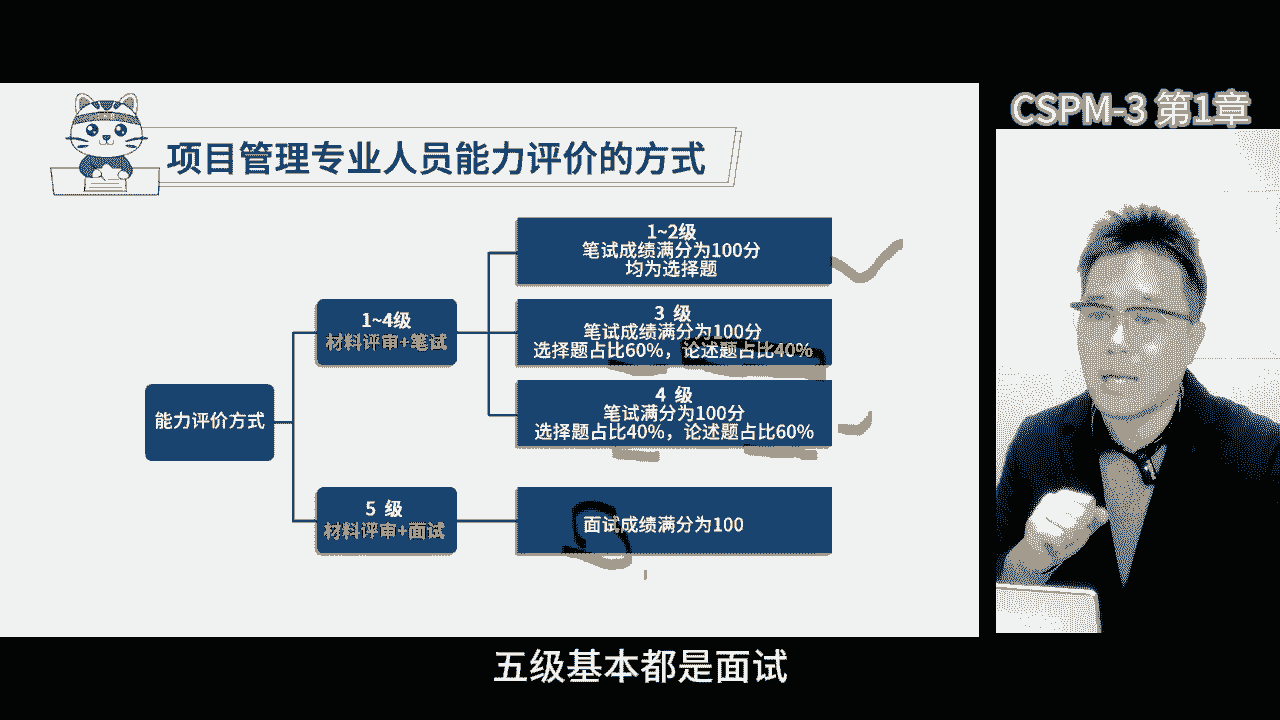 CSPM-3 第1章
项目管理专业人员能力评价的方式
能力评价方式
1~4级
材料评审+笔试
1~2级
笔试成绩满分为100分
均为选择题
3 级
笔试成绩满分为100分
选择题占比60%，论述题占比40%
4 级
笔试满分为100分
选择题占比40%，论述题占比60%
5 级
材料评审+面试
面试成绩满分为100
五级基本都是面试